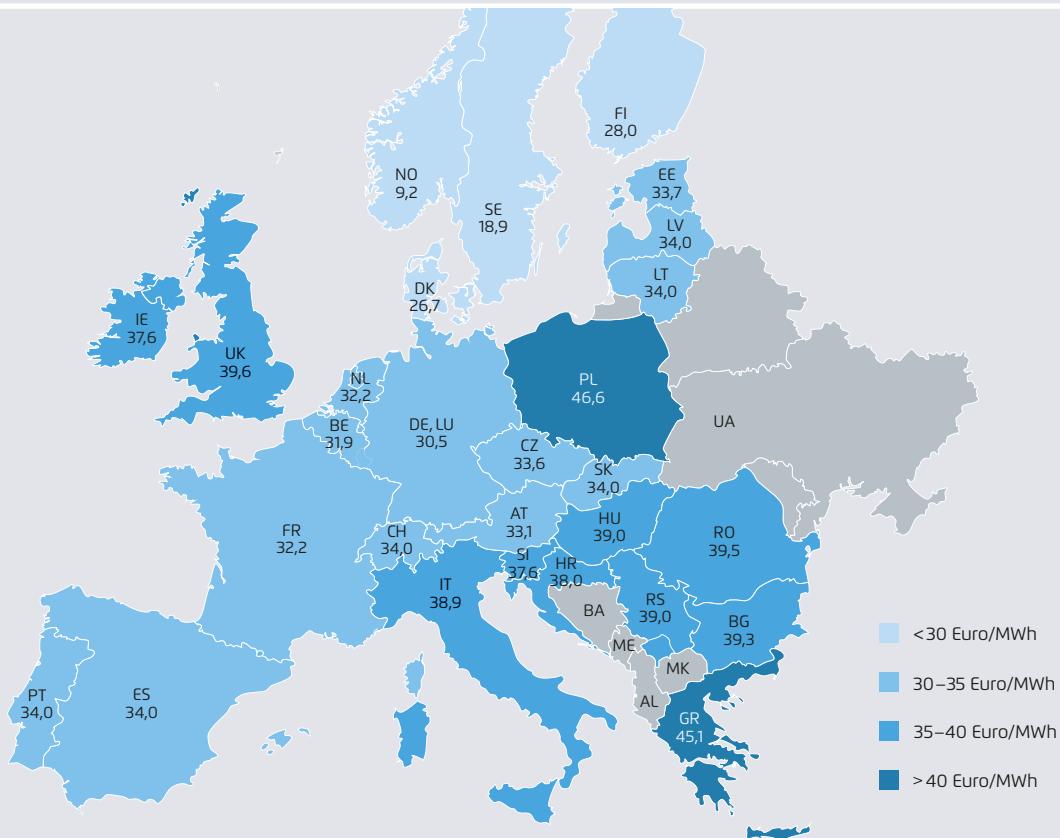 FI
28,0
NO
9,2
SE
18,9
EE
33,7
LV
34,0
LT
34,0
DK
26,7
IE
37,6
UK
39,6
NL
32,2
BE
31,9
DE, LU
30,5
PL
46,6
UA
CZ
33,6
SK
34,0
AT
33,1
HU
39,0
RO
39,5
FR
32,2
CH
34,0
SI
37,6
HR
38,0
IT
38,9
BA
RS
39,0
BG
39,3
ME
MK
AL
GR
45,1
PT
34,0
ES
34,0
<30 Euro/MWh
30–35 Euro/MWh
35–40 Euro/MWh
>40 Euro/MWh